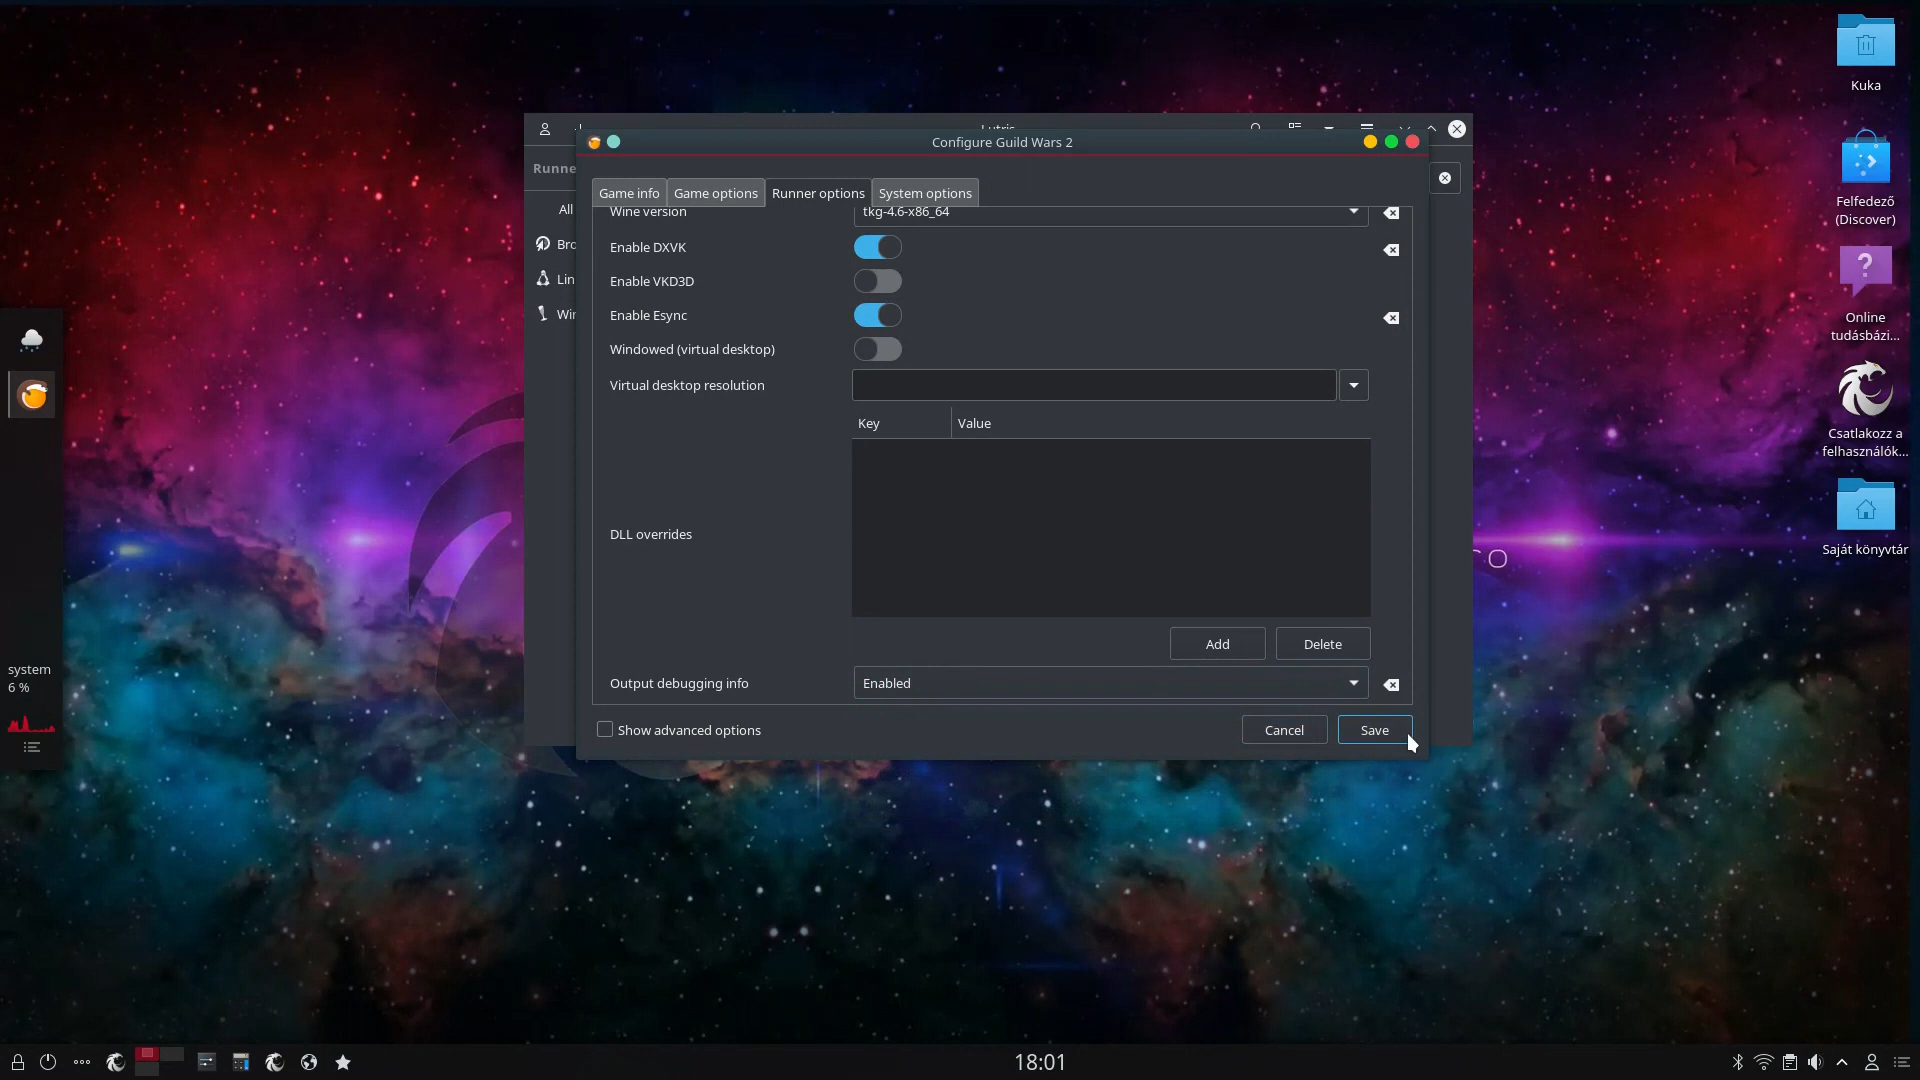 Kuka
Felfedező
(Discover)
Online
tudásbázi...
Csatlakozz a
felhasználók...
Saját könyvtár
Lutris
Configure Guild Wars 2
Runne
All
Bro
Lin
Wir
Game info
Game options
Runner options
System options
Wine version
tkg-4.6-x86_64
Enable DXVK
Enable VKD3D
Enable Esync
Windowed (virtual desktop)
Virtual desktop resolution
Key
Value
DLL overrides
Add
Delete
Output debugging info
Enabled
Show advanced options
Cancel
Save
system
6 %
18:01